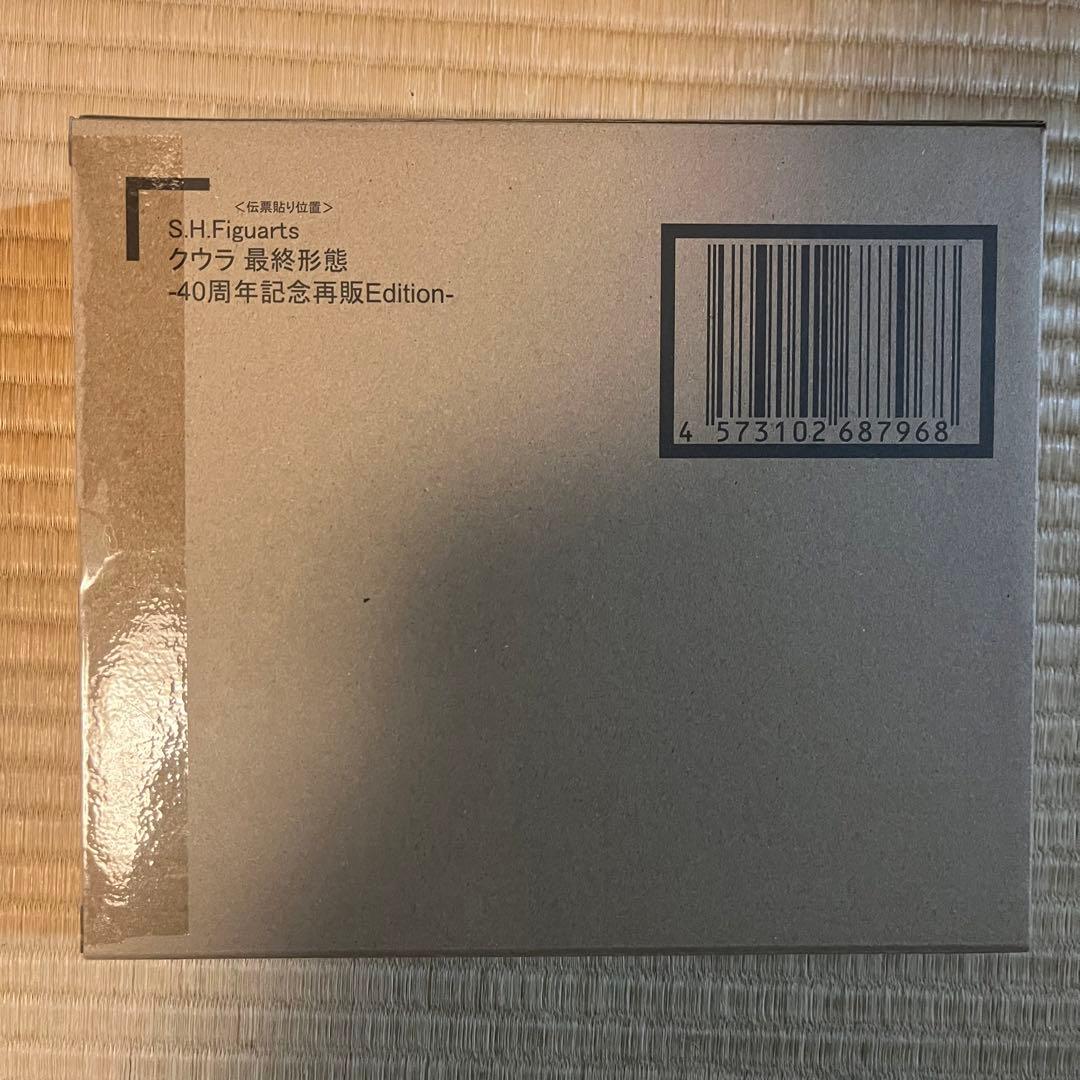 <伝票貼り位置>
S.H.Figuarts
クウラ 最終形態
-40周年記念再販Edition-
4 573102 687968